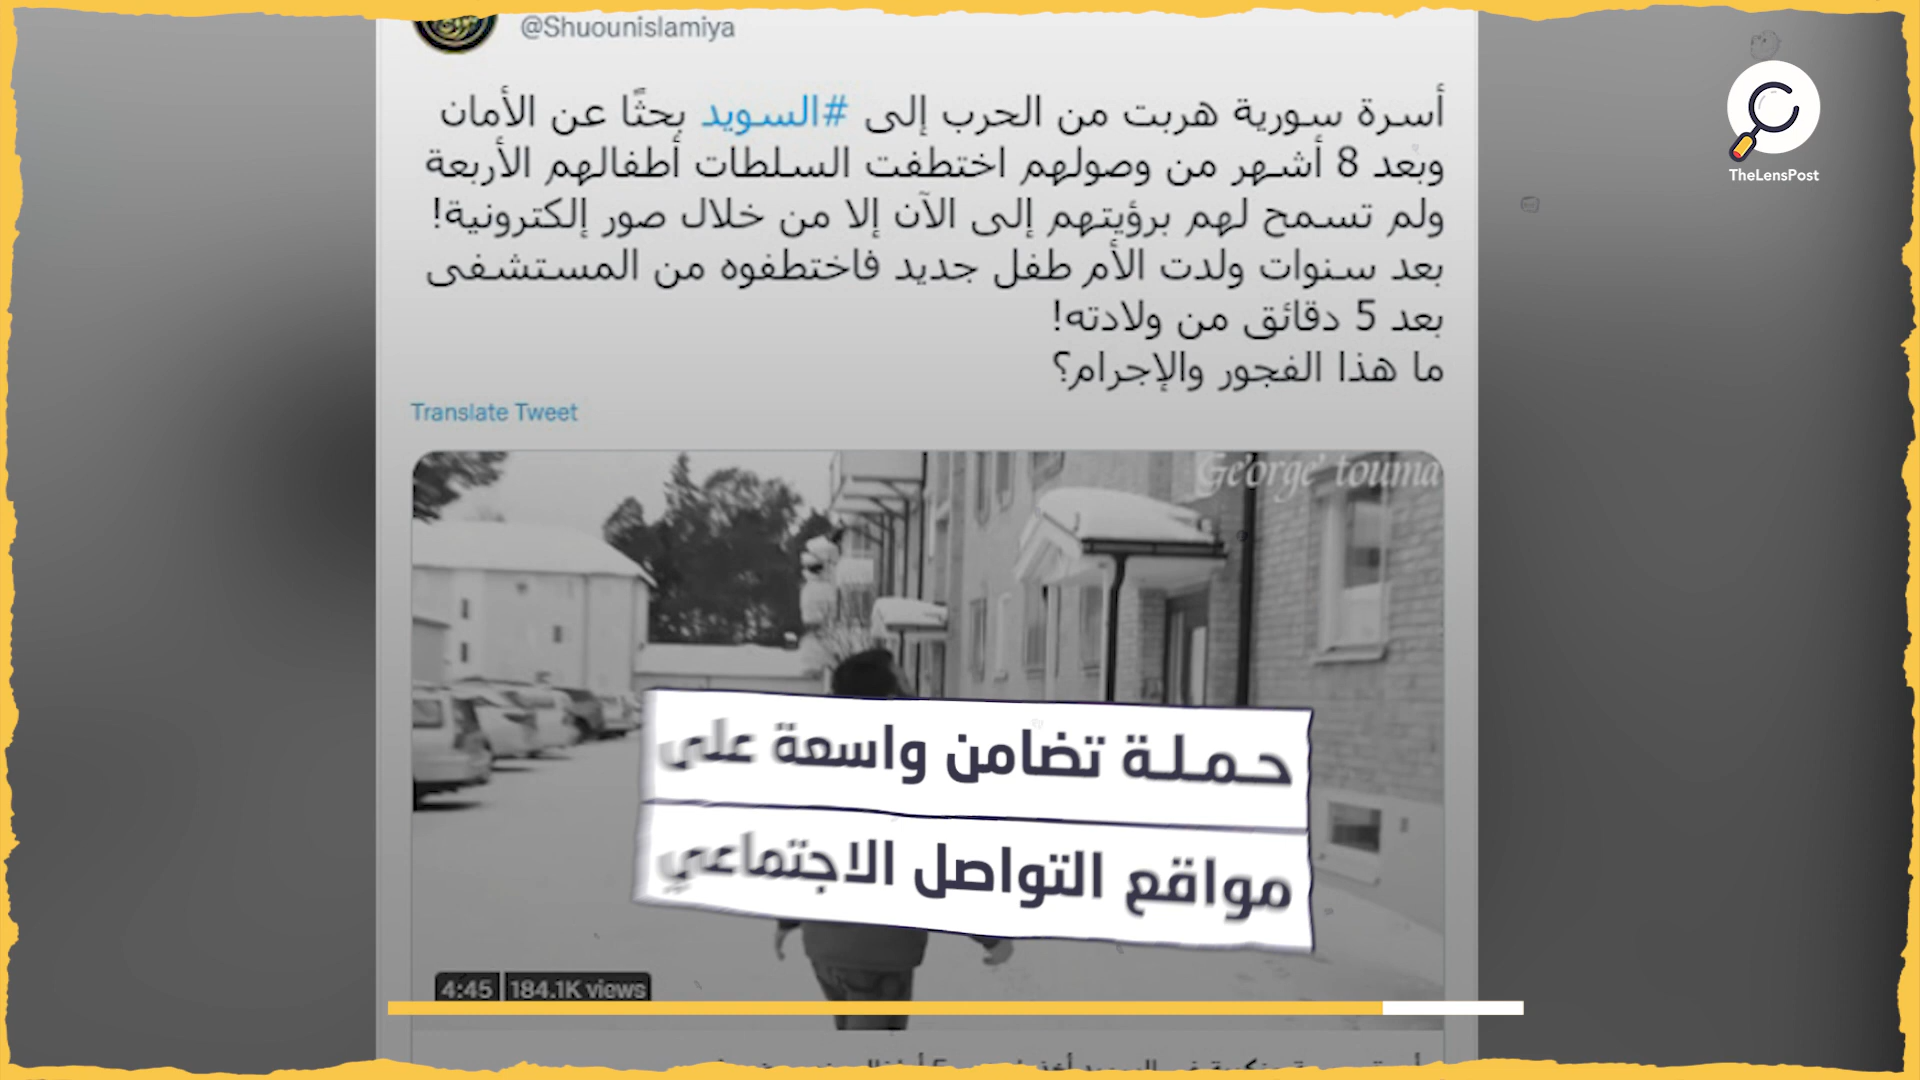 @Shuounislamiya
أسرة سورية هربت من الحرب إلى #السويد بحثًا عن الأمان
وبعد 8 أشهر من وصولهم اختطفت السلطات أطفالهم الأربعة
ولم تسمح لهم برؤيتهم إلى الآن إلا من خلال صور إلكترونية!
بعد سنوات ولدت الأم طفل جديد فاختطفوه من المستشفى
بعد 5 دقائق من ولادته!
ما هذا الفجور والإجرام؟
Translate Tweet
George touma
حملة تضامن واسعة على
مواقع التواصل الاجتماعي
4:45
184.1K views
TheLensPost